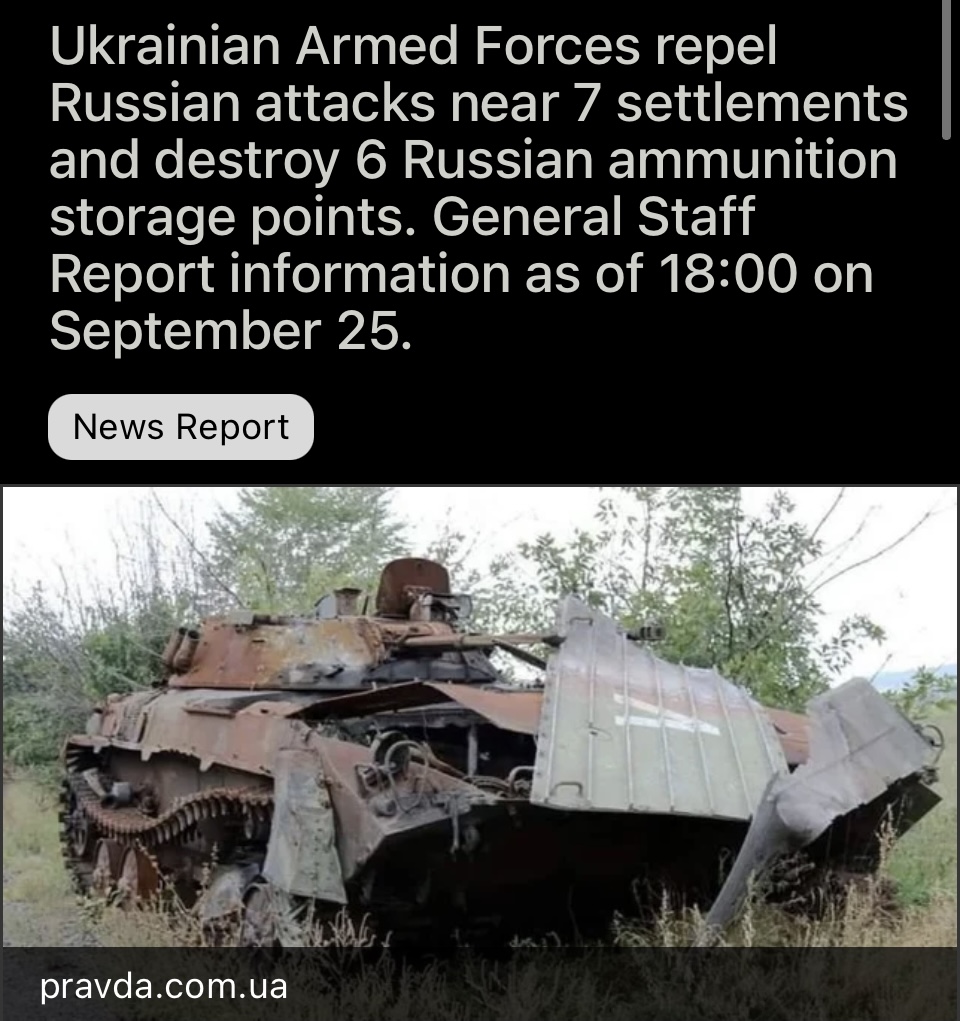 Ukrainian Armed Forces repel
Russian attacks near 7 settlements
and destroy 6 Russian ammunition
storage points. General Staff
Report information as of 18:00 on
September 25.
News Report
pravda.com.ua